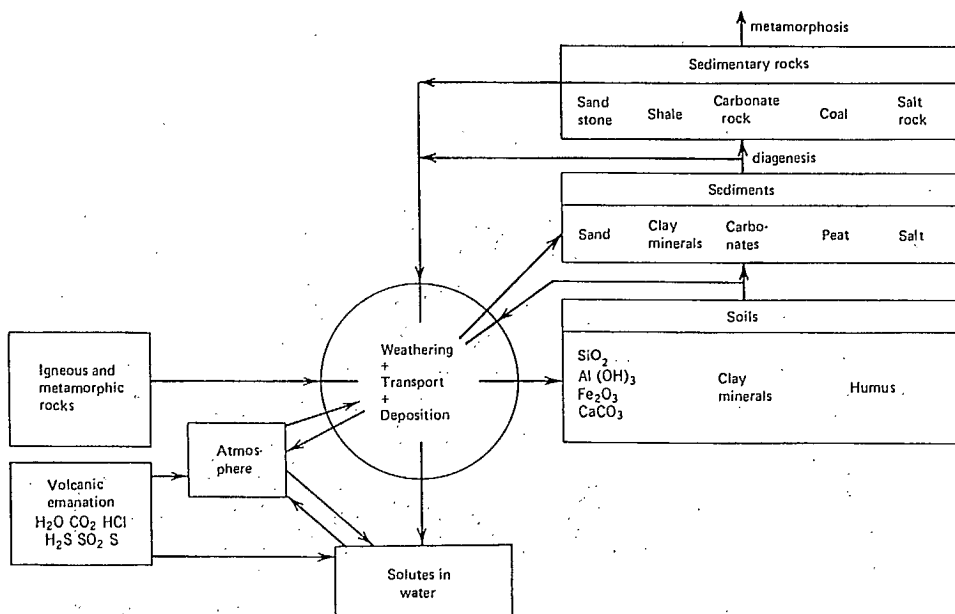 metamorphosis
Sedimentary rocks
Sand
stone
Shale
Carbonate
rock
Coal
Salt
rock
diagenesis
Sediments
Sand
Clay
minerals
Carbo-
nates
Peat
Salt
Soils
SiO₂
Al (OH)₃
Fe₂O₃
CaCO₃
Clay
minerals
Humus
Weathering
+
Transport
+
Deposition
Igneous and
metamorphic
rocks
Atmos-
phere
Volcanic
emanation
H₂O CO₂ HCl
H₂S SO₂ S
Solutes in
water